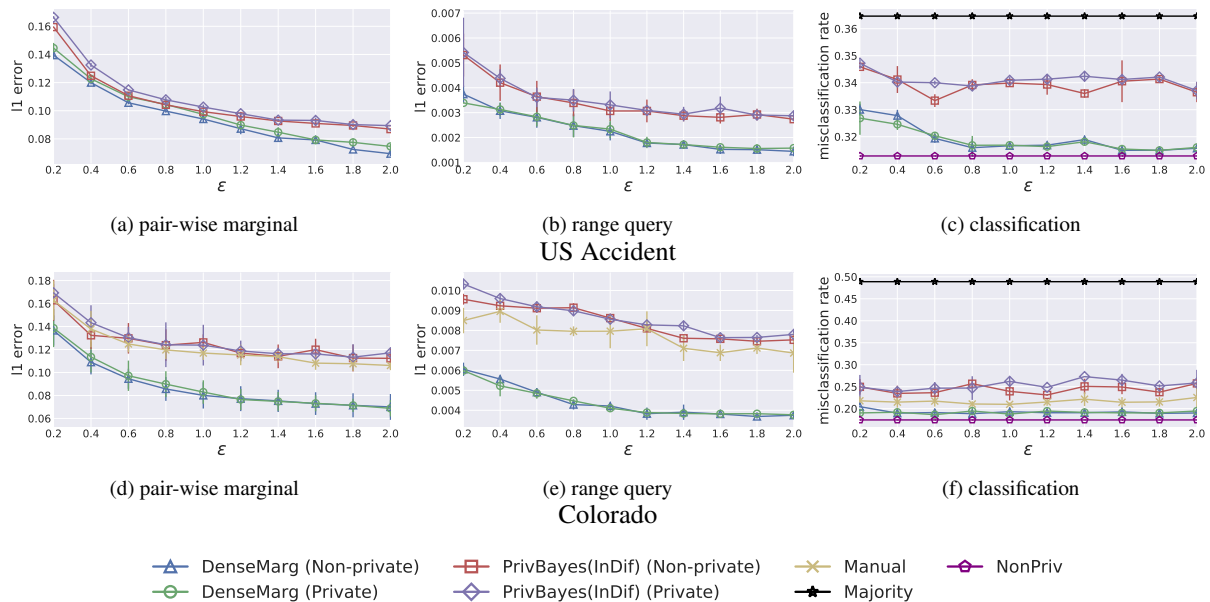 0.16
0.14
0.12
0.10
0.08
l1 error
0.2 0.4 0.6 0.8 1.0 1.2 1.4 1.6 1.8 2.0
ε
(a) pair-wise marginal
0.007
0.006
0.005
0.004
0.003
0.002
0.001
l1 error
0.2 0.4 0.6 0.8 1.0 1.2 1.4 1.6 1.8 2.0
ε
(b) range query
0.36
0.35
0.34
0.33
0.32
misclassification rate
0.2 0.4 0.6 0.8 1.0 1.2 1.4 1.6 1.8 2.0
ε
(c) classification
US Accident
0.18
0.16
0.14
0.12
0.10
0.08
0.06
l1 error
0.2 0.4 0.6 0.8 1.0 1.2 1.4 1.6 1.8 2.0
ε
(d) pair-wise marginal
0.010
0.009
0.008
0.007
0.006
0.005
0.004
l1 error
0.2 0.4 0.6 0.8 1.0 1.2 1.4 1.6 1.8 2.0
ε
(e) range query
0.50
0.45
0.40
0.35
0.30
0.25
0.20
misclassification rate
0.2 0.4 0.6 0.8 1.0 1.2 1.4 1.6 1.8 2.0
ε
(f) classification
Colorado
DenseMarg (Non-private) PrivBayes(InDif) (Non-private) Manual NonPriv
DenseMarg (Private) PrivBayes(InDif) (Private) Majority